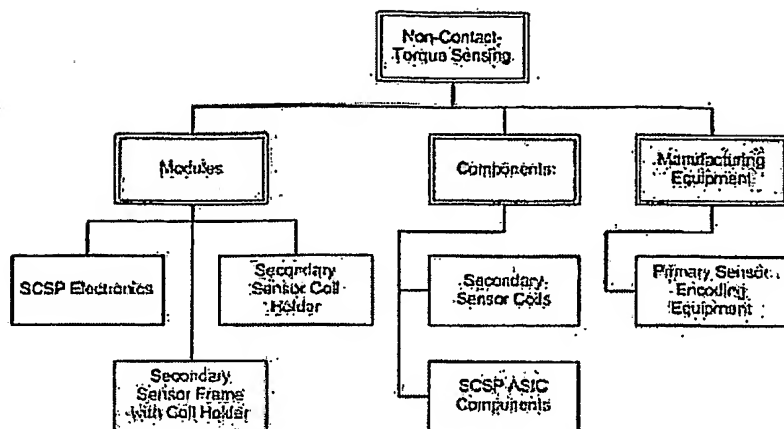 Non-Contact-
Torque Sensing
Modules
Components:
Manufacturing
Equipment
SCSP Electronics
Secondary
Sensor Coil
Holder
Secondary
Sensor Coils
Primary Sensor
Encoding
Equipment
Secondary
Sensor Frame
with Coil Holder
SCSP ASIC
Components